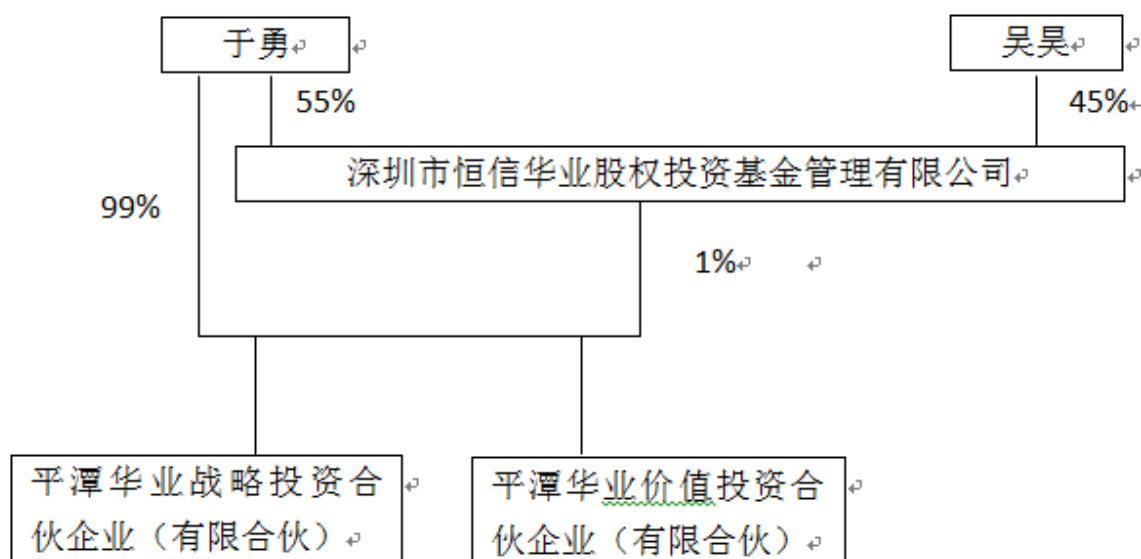 于勇
吴昊
55%
45%
深圳市恒信华业股权投资基金管理有限公司
99%
1%
平潭华业战略投资合
伙企业（有限合伙）
平潭华业价值投资合
伙企业（有限合伙）